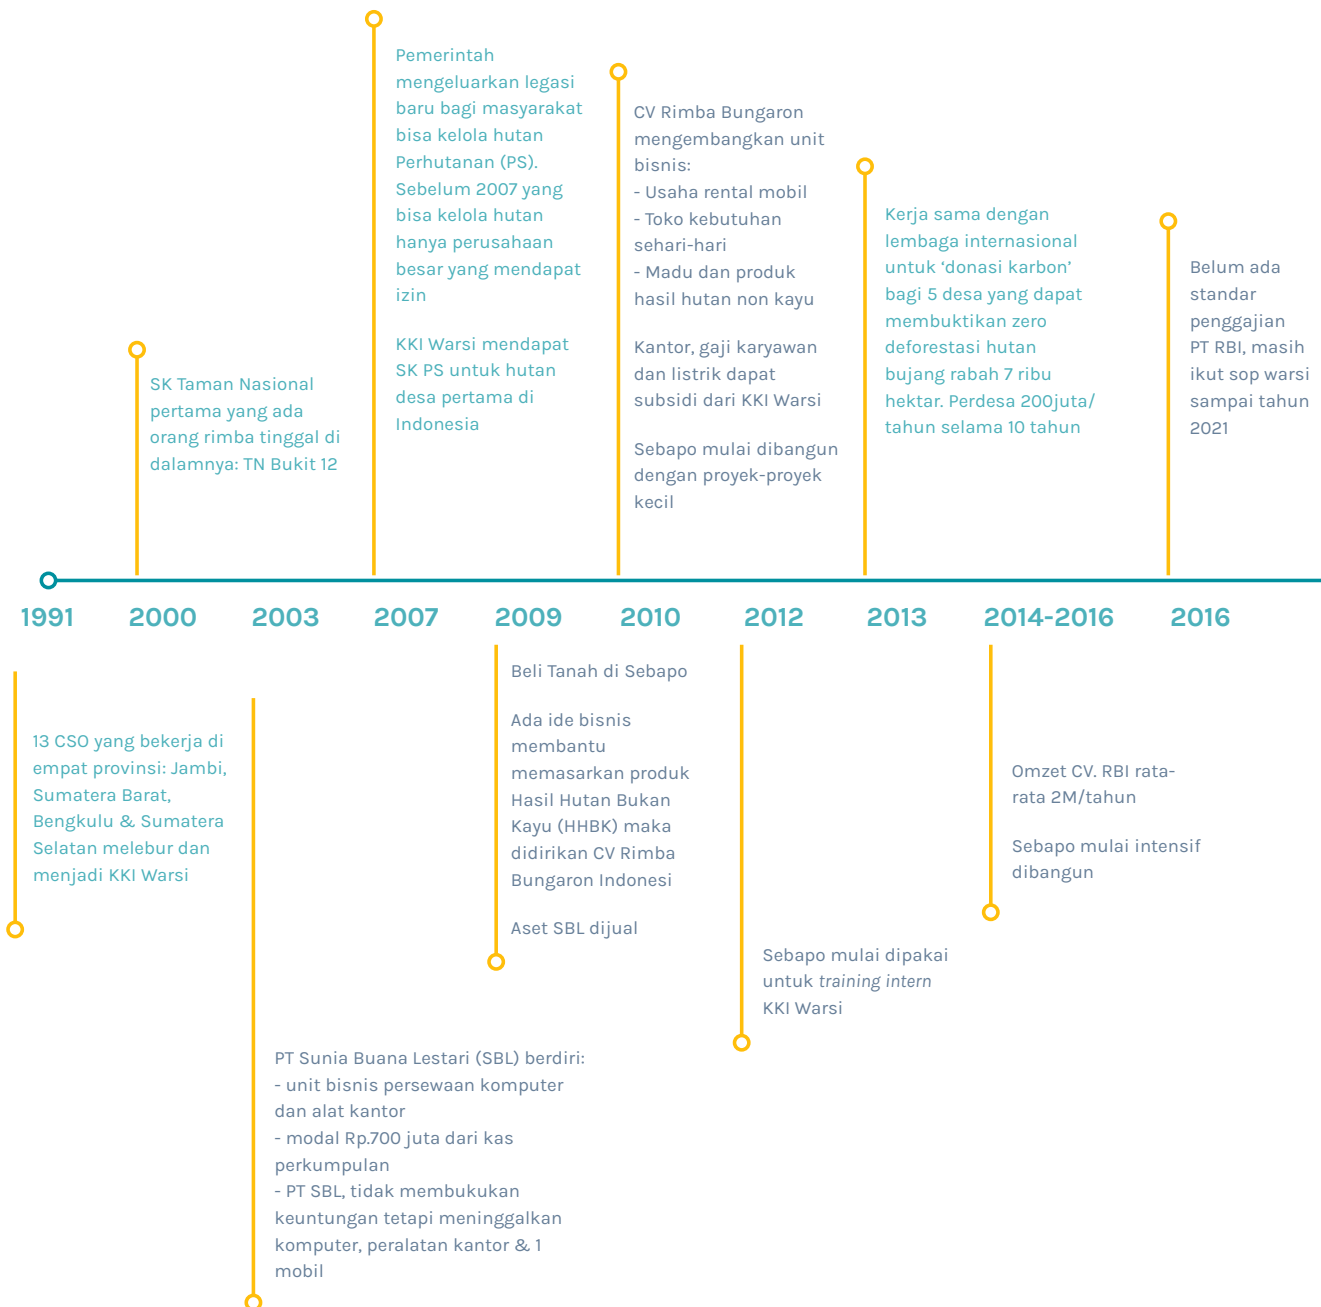 Pemerintah
mengeluarkan legasi
baru bagi masyarakat
bisa kelola hutan
Perhutanan (PS).
Sebelum 2007 yang
bisa kelola hutan
hanya perusahaan
besar yang mendapat
izin
KKI Warsi mendapat
SK PS untuk hutan
desa pertama di
Indonesia
CV Rimba Bungaron
mengembangkan unit
bisnis:
- Usaha rental mobil
- Toko kebutuhan
sehari-hari
- Madu dan produk
hasil hutan non kayu
Kantor, gaji karyawan
dan listrik dapat
subsidi dari KKI Warsi
Sebapo mulai dibangun
dengan proyek-proyek
kecil
Kerja sama dengan
lembaga internasional
untuk ‘donasi karbon’
bagi 5 desa yang dapat
membuktikan zero
deforestasi hutan
bujang rabah 7 ribu
hektar. Perdesa 200juta/
tahun selama 10 tahun
Belum ada
standar
penggajian
PT RBI, masih
ikut sop warsi
sampai tahun
2021
SK Taman Nasional
pertama yang ada
orang rimba tinggal di
dalamnya: TN Bukit 12
1991 2000 2003 2007 2009 2010 2012 2013 2014-2016 2016
13 CSO yang bekerja di
empat provinsi: Jambi,
Sumatera Barat,
Bengkulu & Sumatera
Selatan melebur dan
menjadi KKI Warsi
PT Sunia Buana Lestari (SBL) berdiri:
- unit bisnis persewaan komputer
dan alat kantor
- modal Rp.700 juta dari kas
perkumpulan
- PT SBL, tidak membukukan
keuntungan tetapi meninggalkan
komputer, peralatan kantor & 1
mobil
Beli Tanah di Sebapo
Ada ide bisnis
membantu
memasarkan produk
Hasil Hutan Bukan
Kayu (HHBK) maka
didirikan CV Rimba
Bungaron Indonesi
Aset SBL dijual
Sebapo mulai dipakai
untuk training intern
KKI Warsi
Omzet CV. RBI rata-
rata 2M/tahun
Sebapo mulai intensif
dibangun